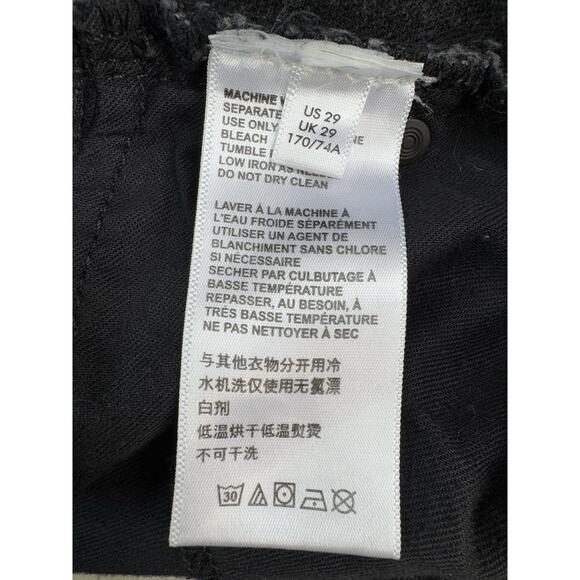 US 29
UK 29
170/74A
MACHINE
SEPARATE
USE ONLY
BLEACH
TUMBLE
LOW IRON AS NEEDED
DO NOT DRY CLEAN
LAVER À LA MACHINE À
L'EAU FROIDE SÉPARÉMENT
UTILISER UN AGENT DE
BLANCHIMENT SANS CHLORE
SI NÉCESSAIRE
SECHER PAR CULBUTAGE À
BASSE TEMPÉRATURE
REPASSER, AU BESOIN, À
TRÈS BASSE TEMPÉRATURE
NE PAS NETTOYER À SEC
与其他衣物分开用冷
水机洗仅使用无氯漂
白剂
低温烘干低温熨烫
不可干洗
30